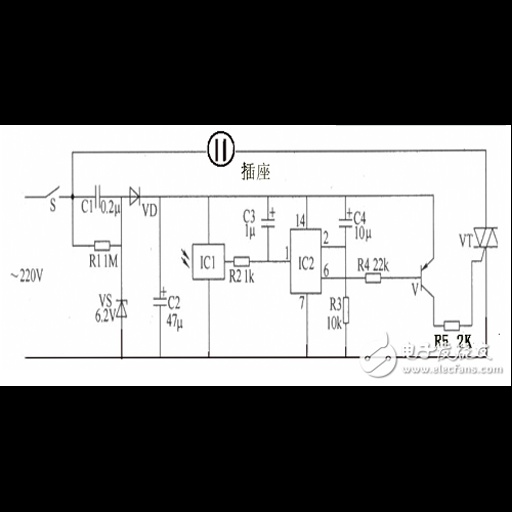 插座
S
C1
0.2μ
VD
R1 1M
~220V
VS
6.2V
C2
47μ
IC1
R2 1k
C3
1μ
1
14
IC2
2
6
7
C4
10μ
R4 22k
R3
10k
V
VT
R5 2K
电子发烧友
www.elecfans.com